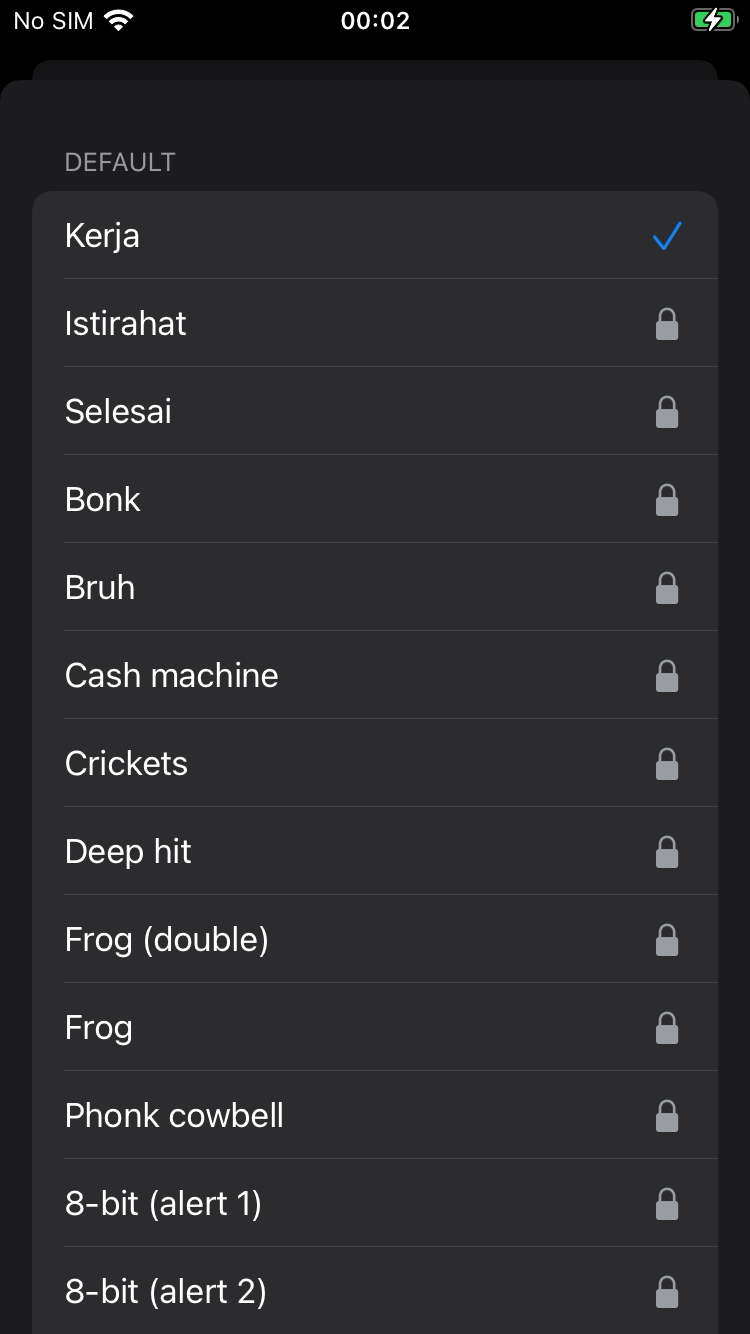 No SIM 00:02
DEFAULT
Kerja
Istirahat
Selesai
Bonk
Bruh
Cash machine
Crickets
Deep hit
Frog (double)
Frog
Phonk cowbell
8-bit (alert 1)
8-bit (alert 2)